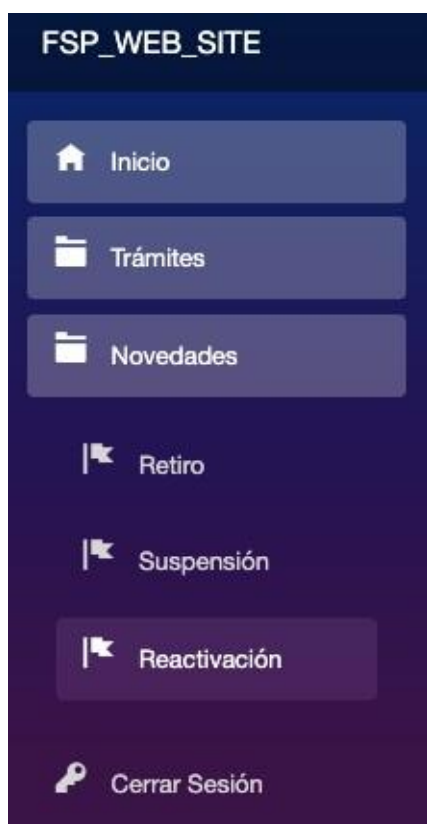 FSP_WEB_SITE
Inicio
Trámites
Novedades
Retiro
Suspensión
Reactivación
Cerrar Sesión